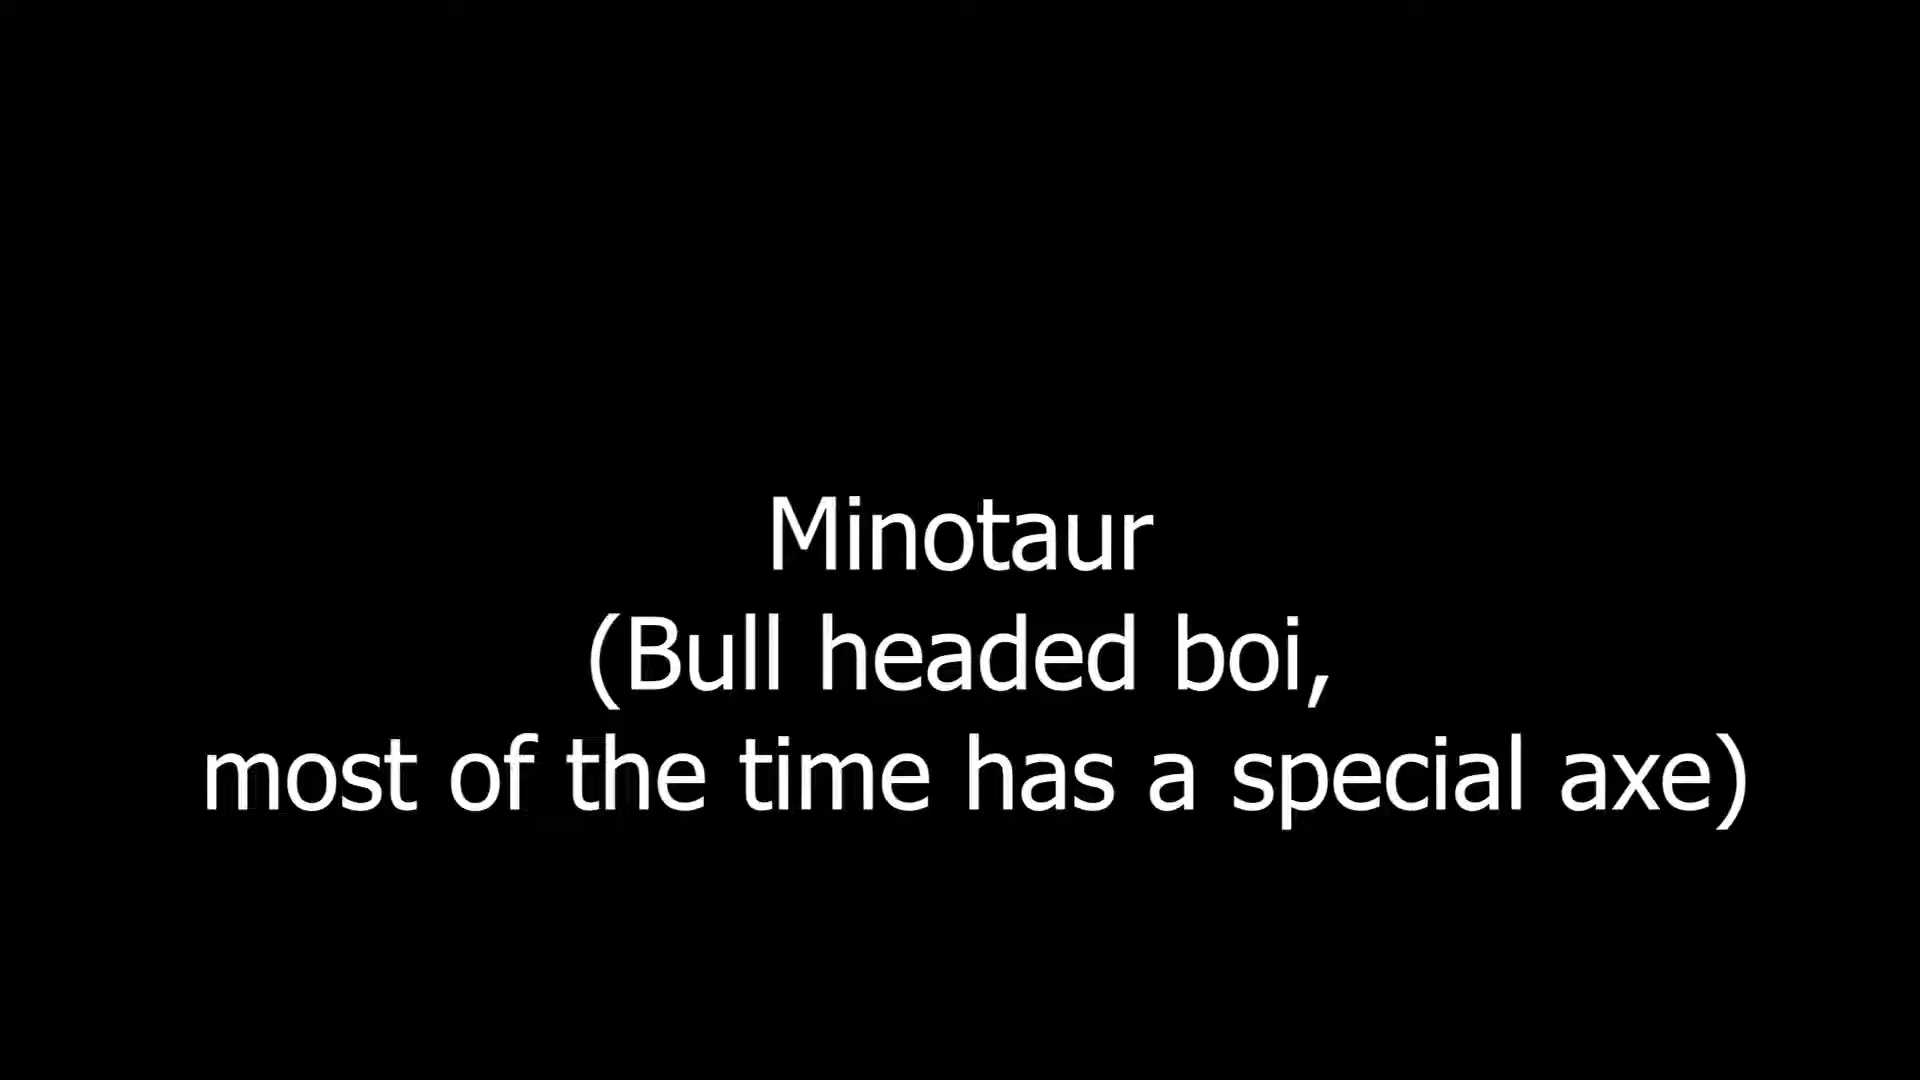 Minotaur
(Bull headed boi,
most of the time has a special axe)